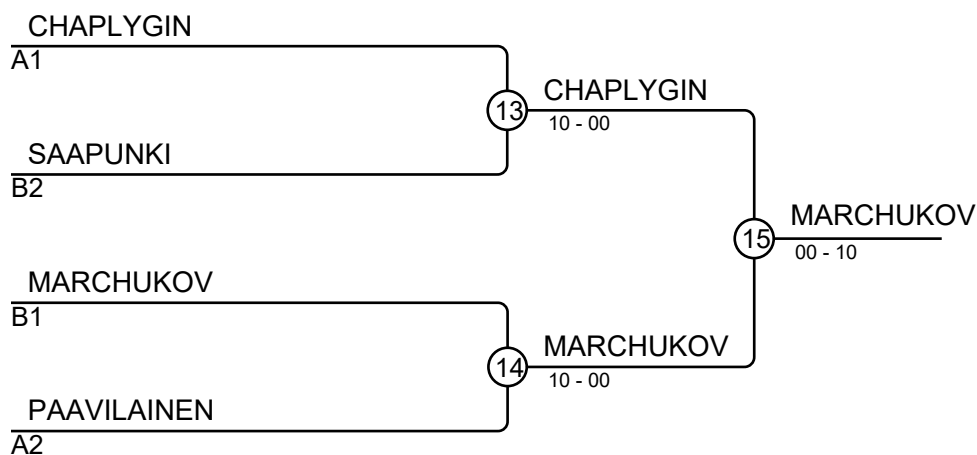 CHAPLYGIN
A1
13
CHAPLYGIN
10 - 00
SAAPUNKI
B2
15
MARCHUKOV
00 - 10
MARCHUKOV
B1
14
MARCHUKOV
10 - 00
PAAVILAINEN
A2